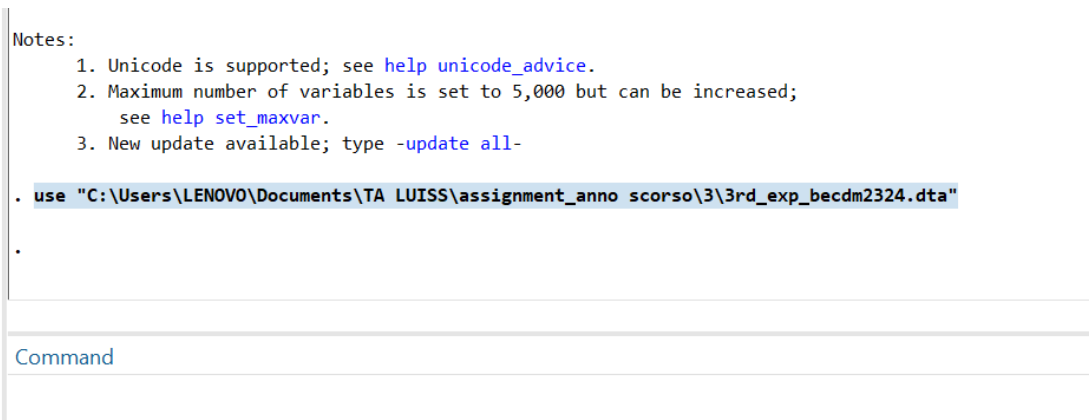 Notes:
1. Unicode is supported; see help unicode_advice.
2. Maximum number of variables is set to 5,000 but can be increased;
see help set_maxvar.
3. New update available; type -update all-
. use "C:\Users\LENOVO\Documents\TA LUISS\assignment_anno scorso\3\3rd_exp_becdm2324.dta"
.
Command